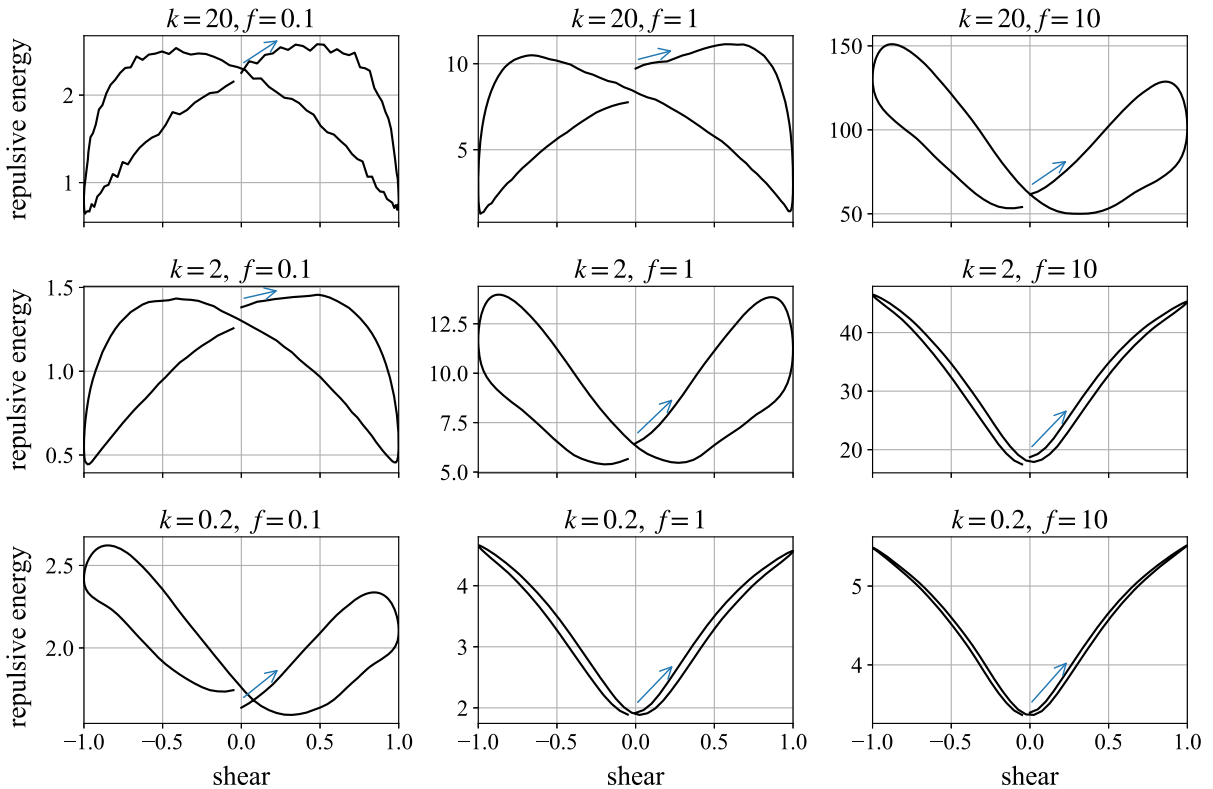 k = 20, f = 0.1
k = 20, f = 1
k = 20, f = 10
repulsive energy
2
1
10
5
150
100
50
k = 2, f = 0.1
k = 2, f = 1
k = 2, f = 10
repulsive energy
1.5
1.0
0.5
12.5
10.0
7.5
5.0
40
30
20
k = 0.2, f = 0.1
k = 0.2, f = 1
k = 0.2, f = 10
repulsive energy
2.5
2.0
4
3
2
5
4
−1.0 −0.5 0.0 0.5 1.0
−1.0 −0.5 0.0 0.5 1.0
−1.0 −0.5 0.0 0.5 1.0
shear
shear
shear